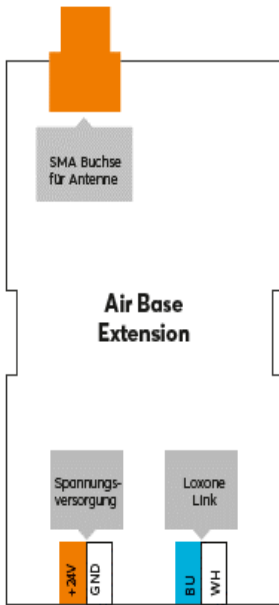 SMA Buchse
für Antenne
Air Base
Extension
Spannungs-
versorgung
Loxone
Link
+24V
GND
BU
WH